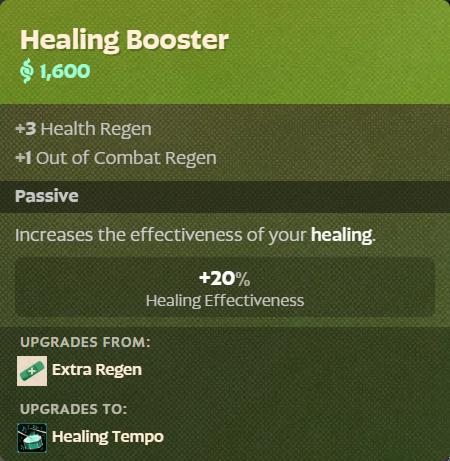 Healing Booster
1,600
+3 Health Regen
+1 Out of Combat Regen
Passive
Increases the effectiveness of your healing.
+20%
Healing Effectiveness
UPGRADES FROM:
Extra Regen
UPGRADES TO:
Healing Tempo